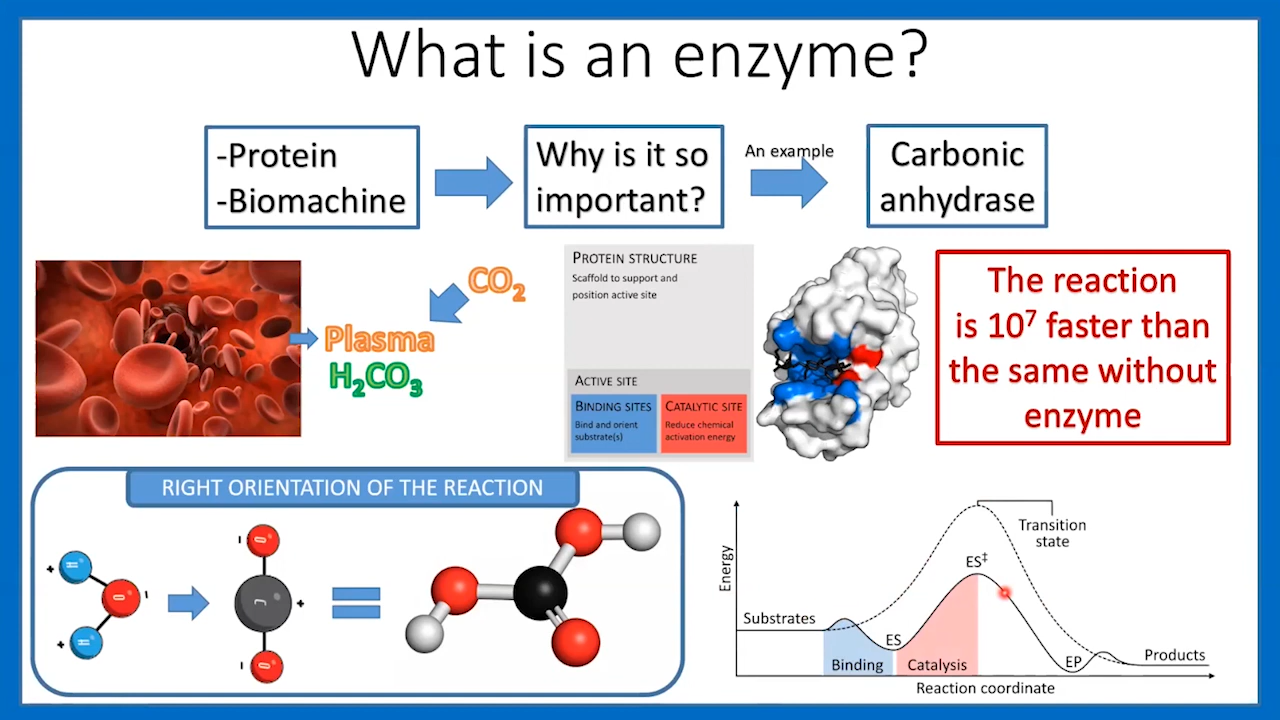 What is an enzyme?
-Protein
-Biomachine
Why is it so
important?
An example
Carbonic
anhydrase
CO₂
Plasma
H₂CO₃
PROTEIN STRUCTURE
Scaffold to support and
position active site
ACTIVE SITE
BINDING SITES
Bind and orient
substrate(s)
CATALYTIC SITE
Reduce chemical
activation energy
The reaction
is 10⁷ faster than
the same without
enzyme
RIGHT ORIENTATION OF THE REACTION
Energy
Transition
state
ES‡
Substrates
ES
Binding
Catalysis
EP
Products
Reaction coordinate